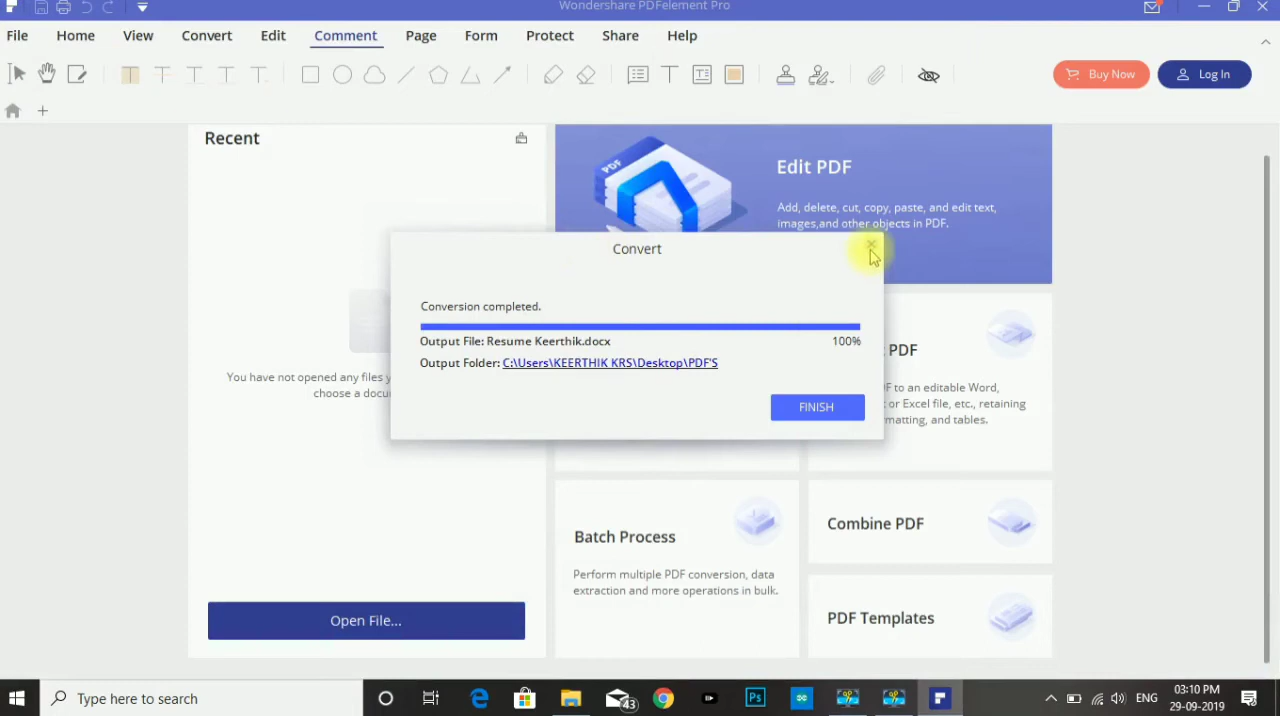 Wondershare PDFelement Pro
File Home View Convert Edit Comment Page Form Protect Share Help
Buy Now Log In
Recent
Edit PDF
Add, delete, cut, copy, paste, and edit text,
images,and other objects in PDF.
Convert
Conversion completed.
Output File: Resume Keerthik.docx 100%
Output Folder: C:\Users\KEERTHIK KRS\Desktop\PDF'S
FINISH
You have not opened any files
choose a
PDF
to an editable Word,
or Excel file, etc., retaining
and tables.
Batch Process
Perform multiple PDF conversion, data
extraction and more operations in bulk.
Combine PDF
PDF Templates
Open File...
Type here to search
43
Ps
ENG
03:10 PM
29-09-2019